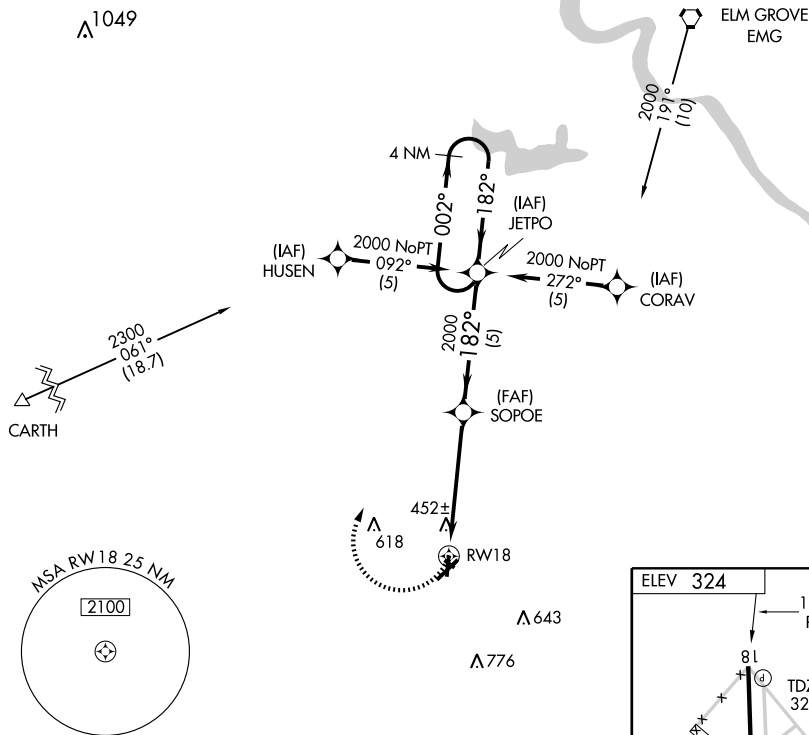 1049
ELM GROVE
EMG
2000
191°
(10)
4 NM
002°
182°
(IAF)
JETPO
(IAF)
HUSEN
2000 NoPT
092°
(5)
2000 NoPT
272°
(5)
(IAF)
CORAV
2300
061°
(18.7)
CARTH
2000
182°
(5)
(FAF)
SOPOE
452±
618
RW18
MSA RW18 25 NM
2100
643
776
ELEV 324
1
18
P
TDZ